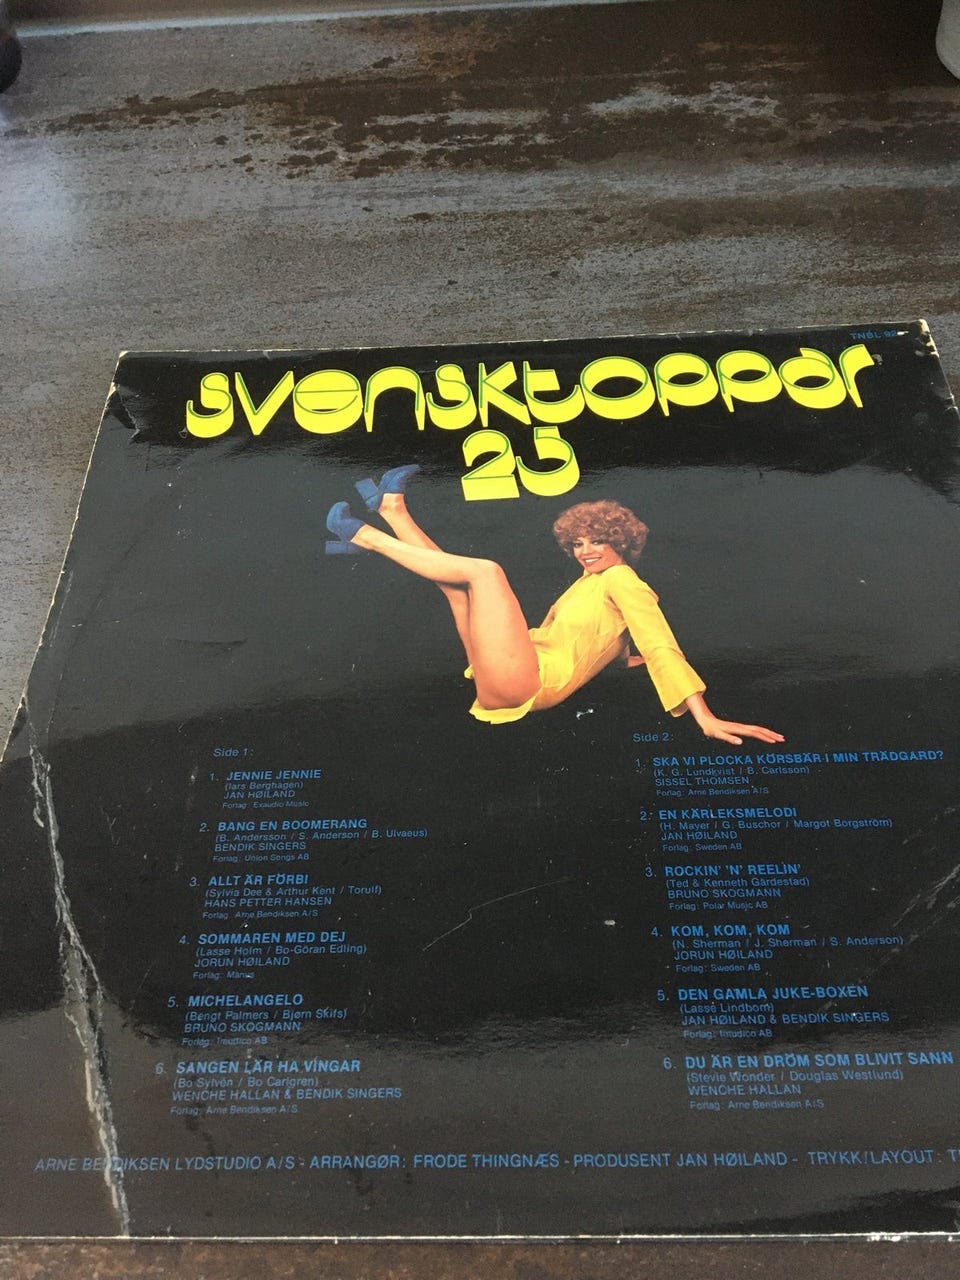 TNBL 92
svensktoppar
25
Side 1:
1. JENNIE JENNIE
(lars Berghagen)
JAN HØILAND
Forlag: Exaudio Music
2. BANG EN BOOMERANG
(B. Andersson / S. Anderson / B. Ulvaeus)
BENDIK SINGERS
Forlag: Union Songs AB
3. ALLT ÄR FÖRBI
(Sylvia Dee & Arthur Kent / Torulf)
HANS PETTER HANSEN
Forlag: Arne Bendiksen A/S
4. SOMMAREN MED DEJ
(Lasse Holm / Bo-Göran Edling)
JORUN HØILAND
Forlag: Manus
5. MICHELANGELO
(Bengt Palmers / Bjørn Skifs)
BRUNO SKOGMANN
Forlag: Imudico AB
6. SANGEN LÄR HA VINGAR
(Bo Sylvén / Bo Carlgren)
WENCHE HALLAN & BENDIK SINGERS
Forlag: Arne Bendiksen A/S
Side 2:
1. SKA VI PLOCKA KÖRSBÄR I MIN TRÄDGARD?
(K. G. Lundkvist / B. Carlsson)
SISSEL THOMSEN
Forlag: Arne Bendiksen A/S
2. EN KÄRLEKSMELODI
(H. Mayer / G. Buschor / Margot Borgström)
JAN HØILAND
Forlag: Sweden AB
3. ROCKIN' 'N' REELIN'
(Ted & Kenneth Gärdestad)
BRUNO SKOGMANN
Forlag: Polar Music AB
4. KOM, KOM, KOM
(N. Sherman / J. Sherman / S. Anderson)
JORUN HØILAND
Forlag: Sweden AB
5. DEN GAMLA JUKE-BOXEN
(Lasse Lindbom)
JAN HØILAND & BENDIK SINGERS
Forlag: Imudico AB
6. DU ÄR EN DRÖM SOM BLIVIT SANN
(Stevie Wonder / Douglas Westlund)
WENCHE HALLAN
Forlag: Arne Bendiksen A/S
ARNE BENDIKSEN LYDSTUDIO A/S - ARRANGØR: FRODE THINGNÆS - PRODUSENT JAN HØILAND - TRYKK/LAYOUT: